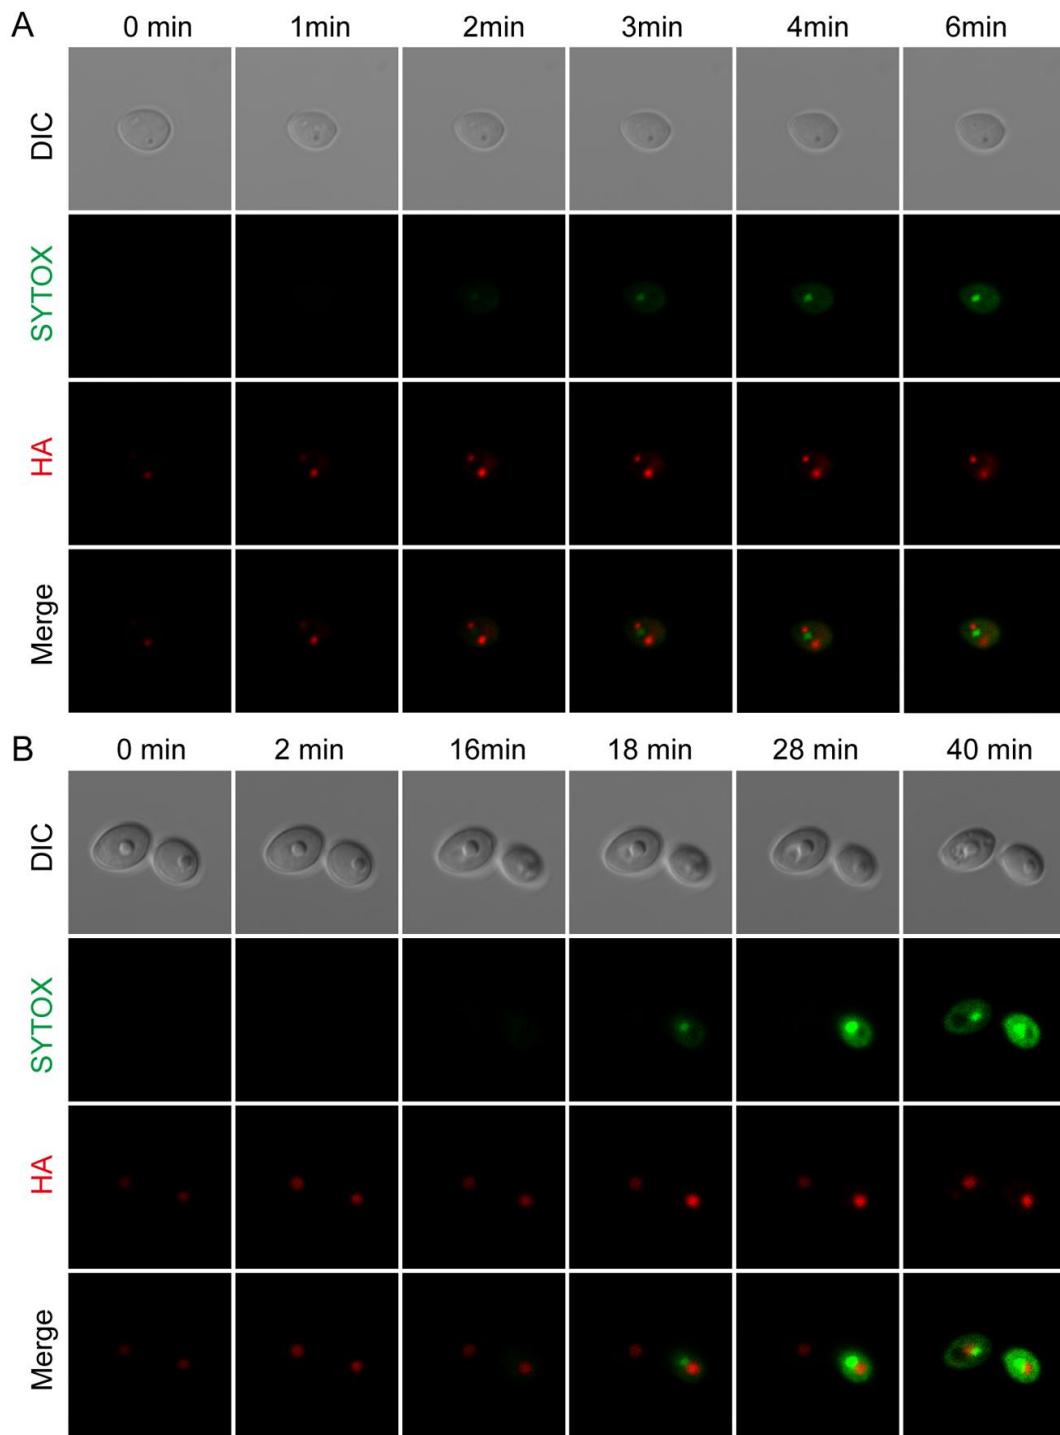 A
0 min 1min 2min 3min 4min 6min
DIC
SYTOX
HA
Merge
B
0 min 2 min 16min 18 min 28 min 40 min
DIC
SYTOX
HA
Merge